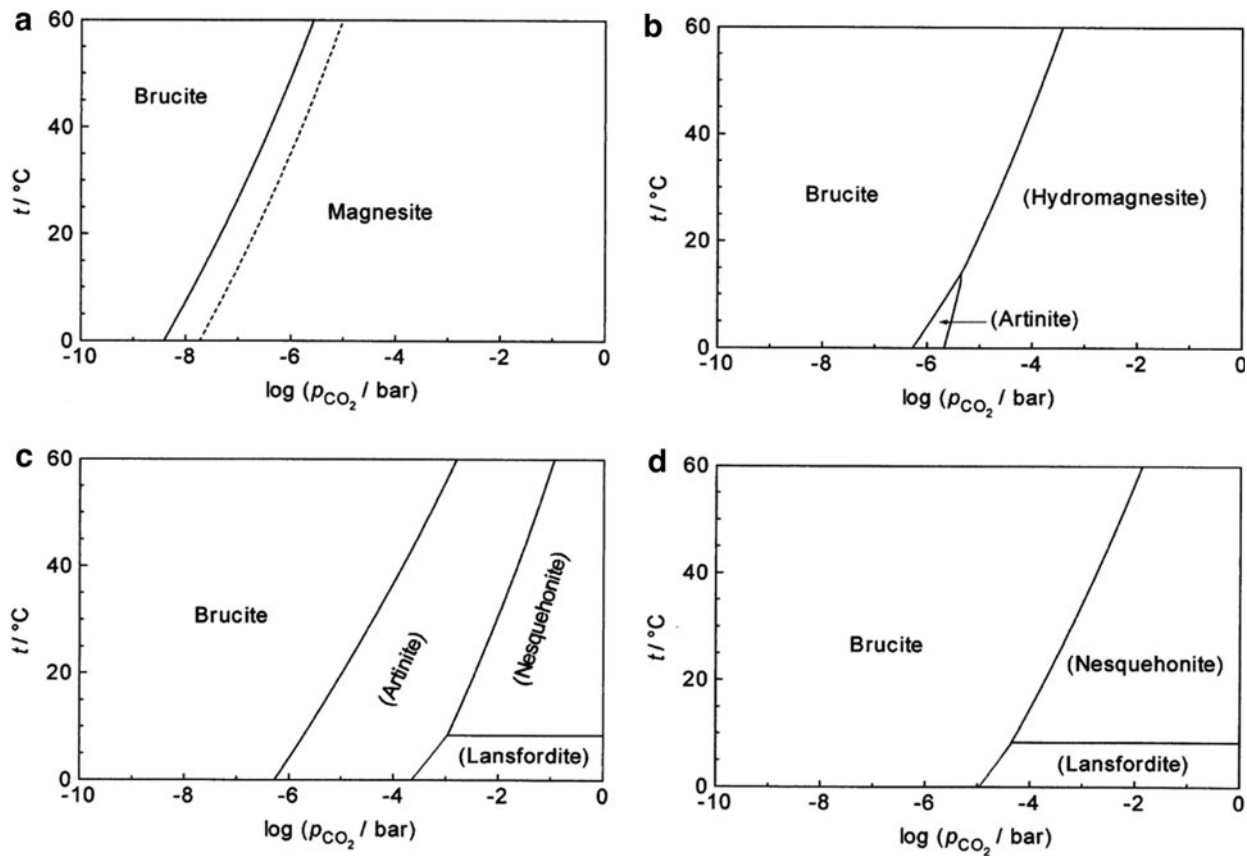 a
60
40
20
0
t / °C
Brucite
Magnesite
-10 -8 -6 -4 -2 0
log (pCO2 / bar)
b
60
40
20
0
t / °C
Brucite
(Hydromagnesite)
(Artinite)
-10 -8 -6 -4 -2 0
log (pCO2 / bar)
c
60
40
20
0
t / °C
Brucite
(Artinite)
(Nesquehonite)
(Lansfordite)
-10 -8 -6 -4 -2 0
log (pCO2 / bar)
d
60
40
20
0
t / °C
Brucite
(Nesquehonite)
(Lansfordite)
-10 -8 -6 -4 -2 0
log (pCO2 / bar)